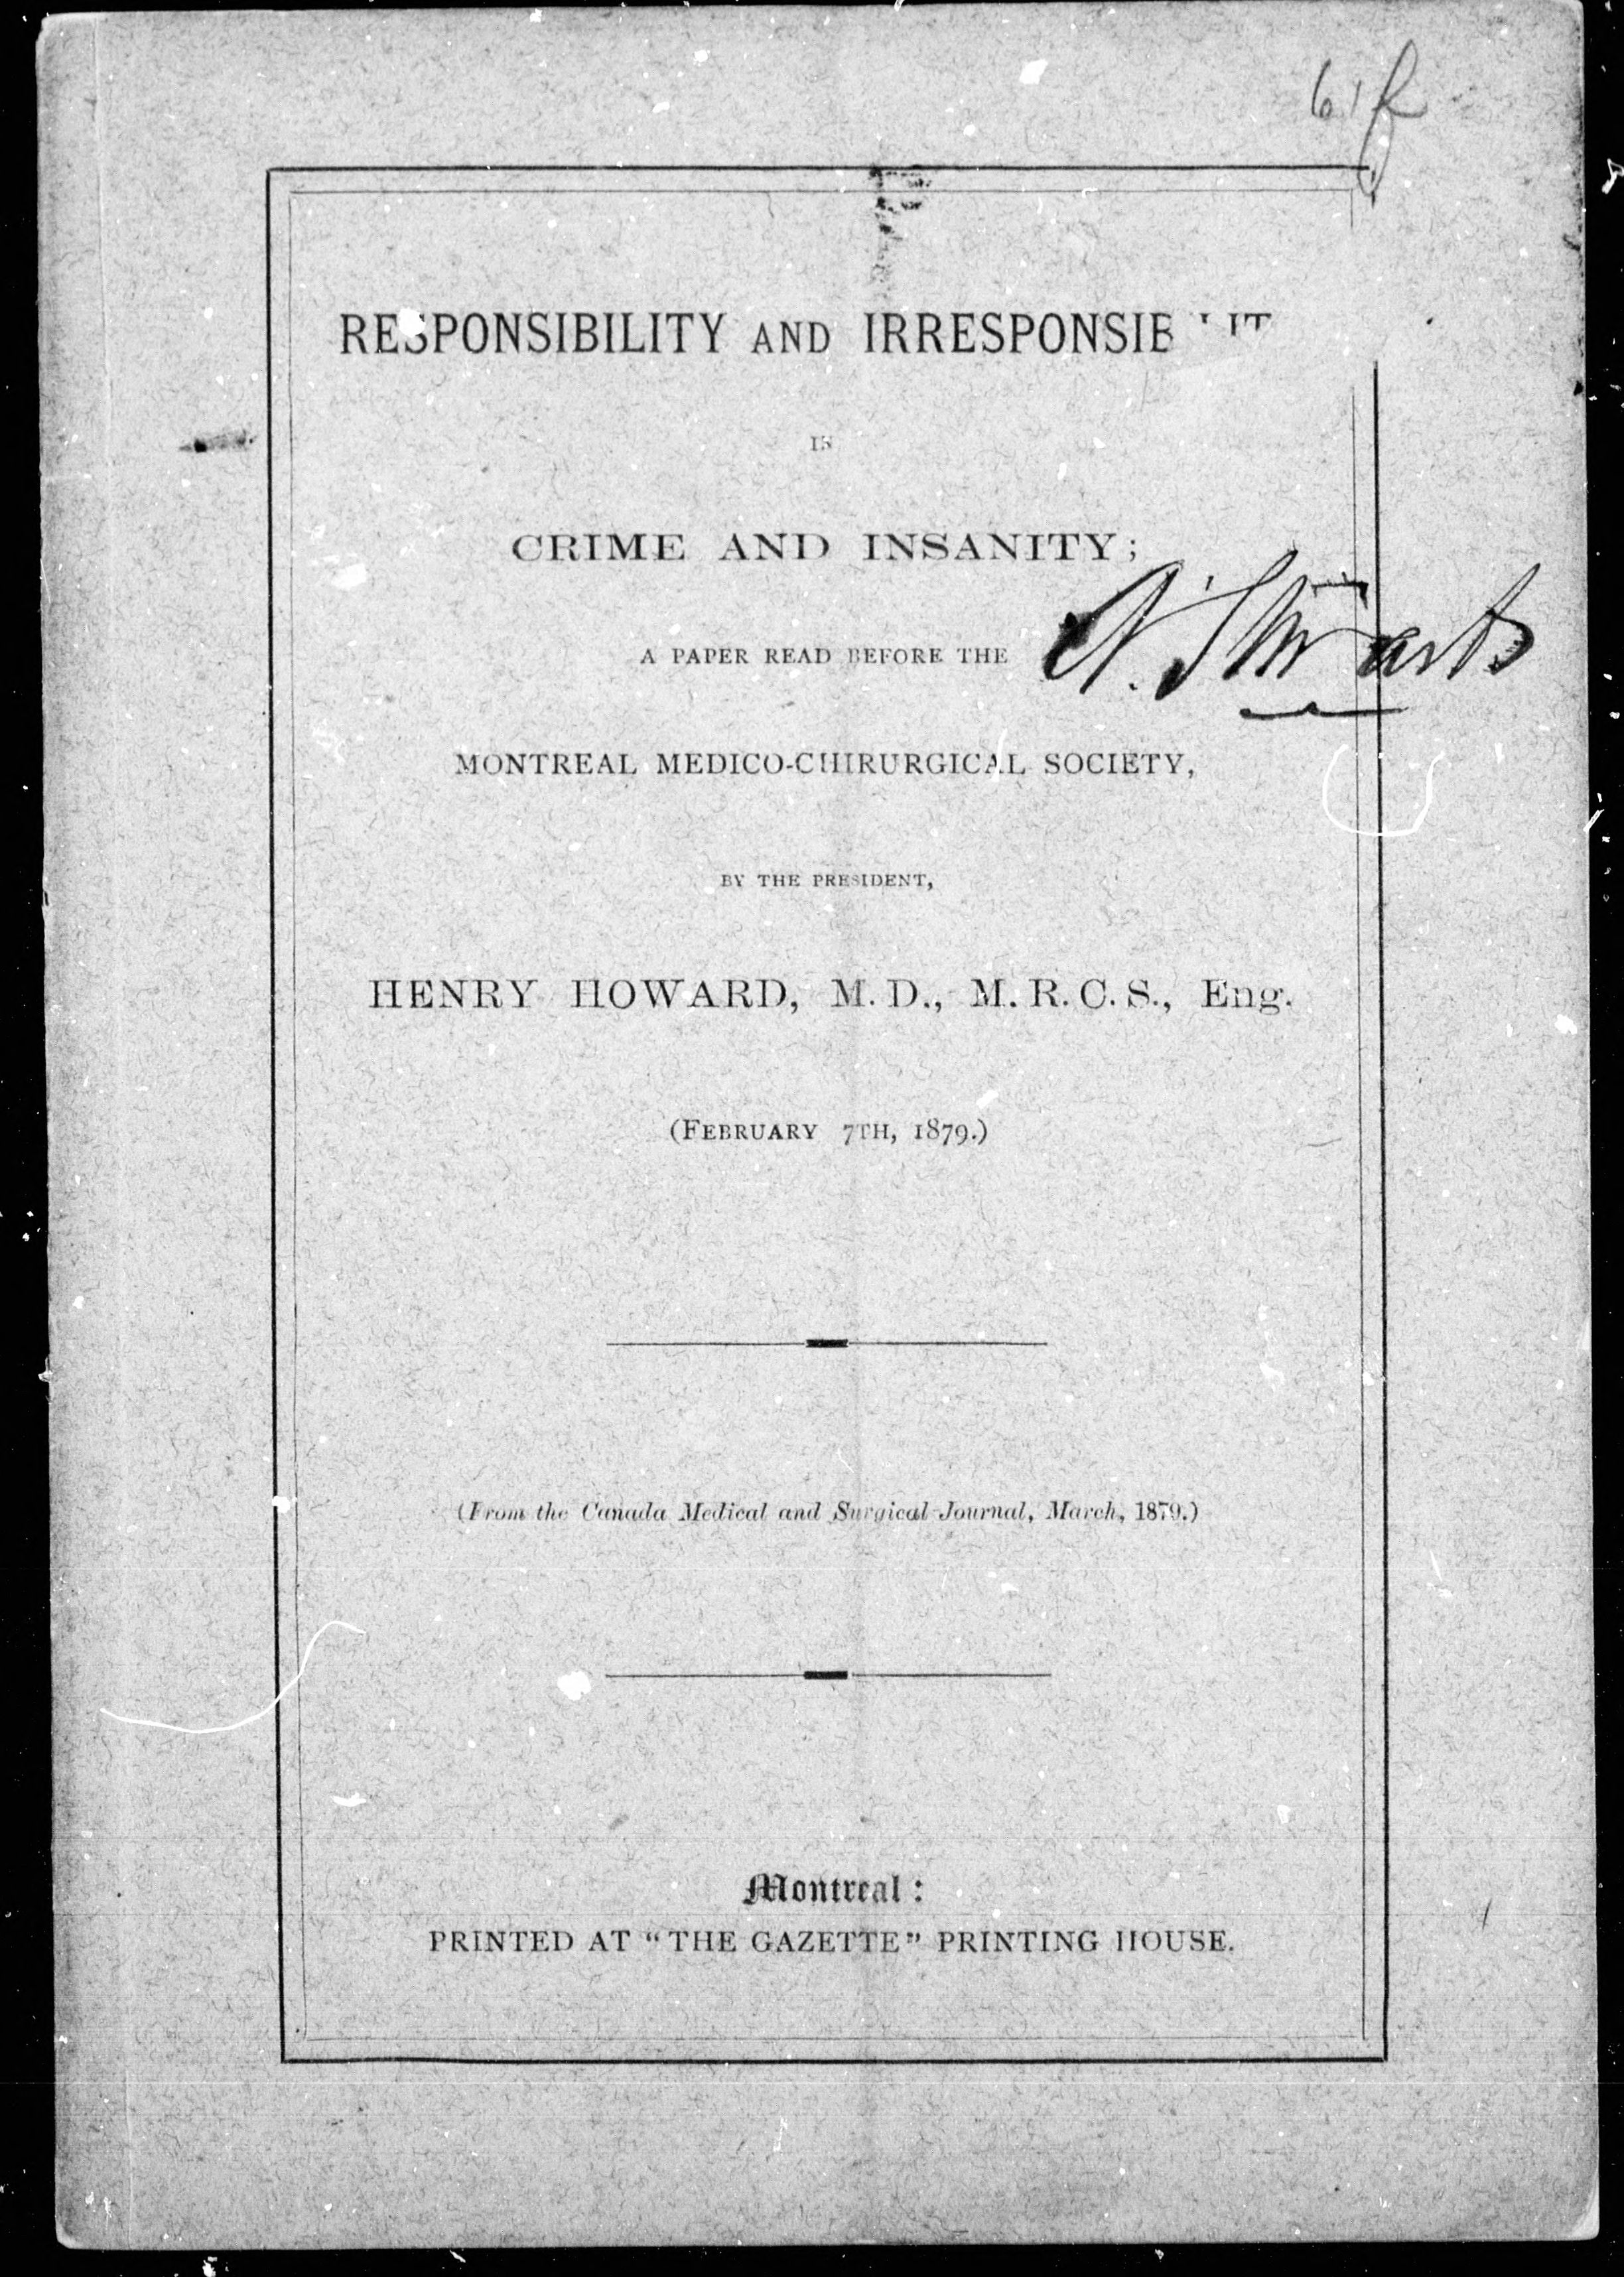 61
RESPONSIBILITY AND
IN
CRIME AND INSANITY;
A PAPER READ BEFORE THE
MONTREAL MEDICO-CHIRURGICAL SOCIETY,
BY THE PRESIDENT,
HENRY HOWARD, M.D., M.R.C.S., Eng.
(FEBRUARY 7TH, 1879.)
(From the Canada Medical and Surgical Journal, March, 1879.)
Montreal:
PRINTED AT "THE GAZETTE" PRINTING HOUSE.